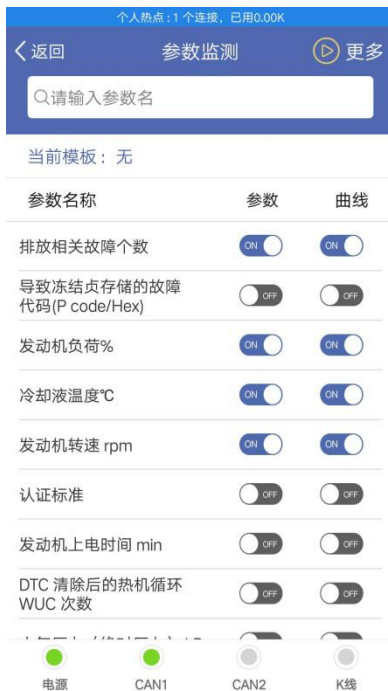 个人热点:1 个连接，已用0.00K
返回 参数监测 更多
请输入参数名
当前模板：无
参数名称 参数 曲线
排放相关故障个数 ON ON
导致冻结贞存储的故障
代码(P code/Hex) OFF OFF
发动机负荷% ON ON
冷却液温度℃ ON ON
发动机转速 rpm ON ON
认证标准 OFF OFF
发动机上电时间 min OFF OFF
DTC 清除后的热机循环
WUC 次数 OFF OFF
电源 CAN1 CAN2 K线